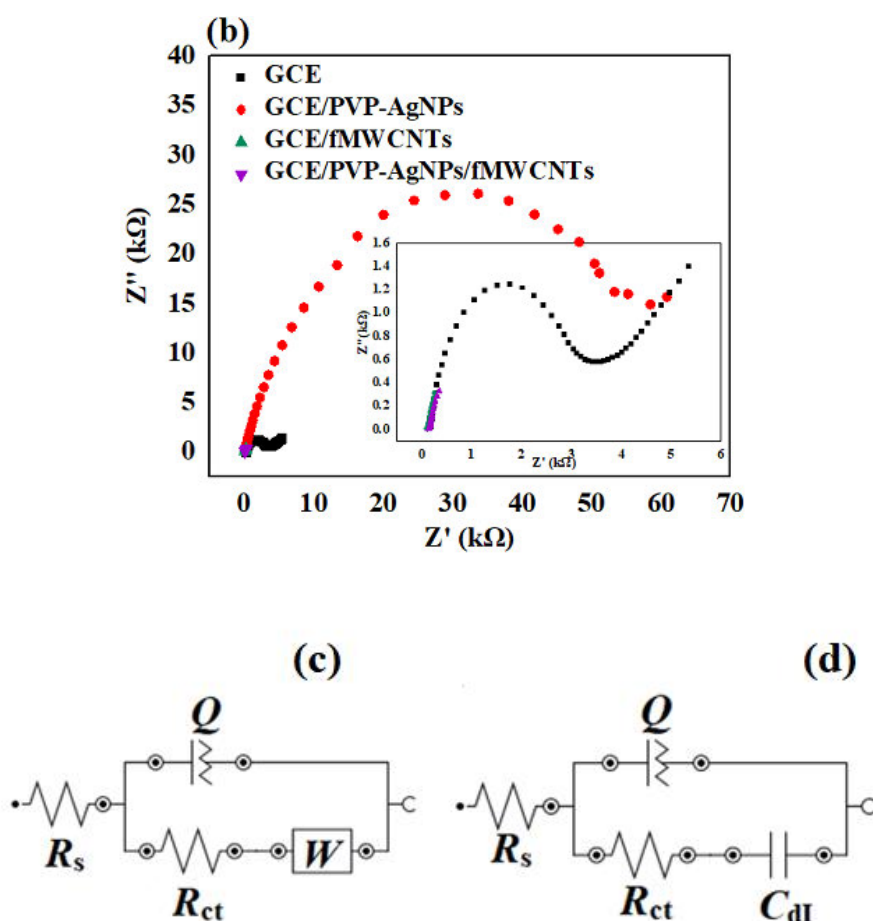 (b)
40
35
30
25
20
15
10
5
0
Z'' (kΩ)
GCE
GCE/PVP-AgNPs
GCE/fMWCNTs
GCE/PVP-AgNPs/fMWCNTs
1.6
1.4
1.2
1.0
0.8
0.6
0.4
0.2
0.0
Z''(kΩ)
0 1 2 3 4 5 6
Z' (kΩ)
0 10 20 30 40 50 60 70
Z' (kΩ)
(c)
Q
Rs
Rct
W
(d)
Q
Rs
Rct
Cdl